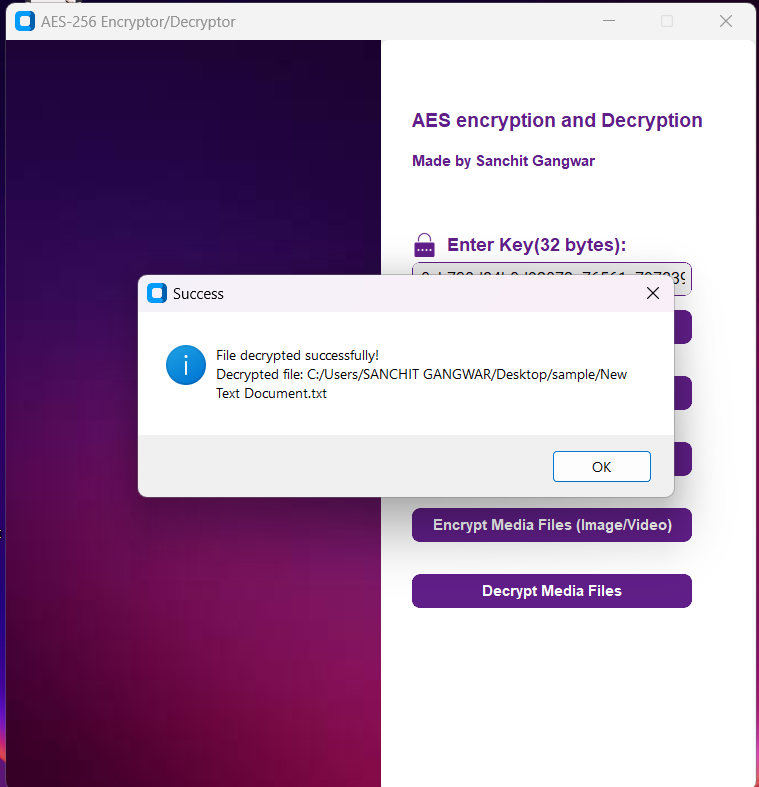 AES-256 Encryptor/Decryptor
AES encryption and Decryption
Made by Sanchit Gangwar
Enter Key(32 bytes):
Success
File decrypted successfully!
Decrypted file: C:/Users/SANCHIT GANGWAR/Desktop/sample/New
Text Document.txt
OK
Encrypt Media Files (Image/Video)
Decrypt Media Files